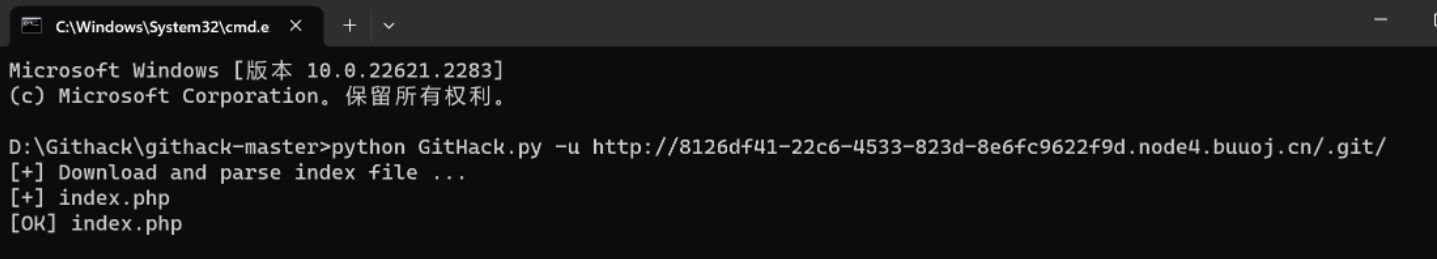 C:\Windows\System32\cmd.e
Microsoft Windows [版本 10.0.22621.2283]
(c) Microsoft Corporation。保留所有权利。
D:\Githack\githack-master>python GitHack.py -u http://8126df41-22c6-4533-823d-8e6fc9622f9d.node4.buuoj.cn/.git/
[+] Download and parse index file ...
[+] index.php
[OK] index.php